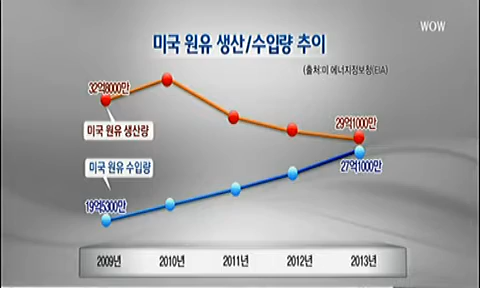 WOW
미국 원유 생산/수입량 추이
(출처:미 에너지정보청(EIA)
32억8000만
미국 원유 생산량
29억1000만
미국 원유 수입량
27억1000만
19억5300만
2009년 2010년 2011년 2012년 2013년